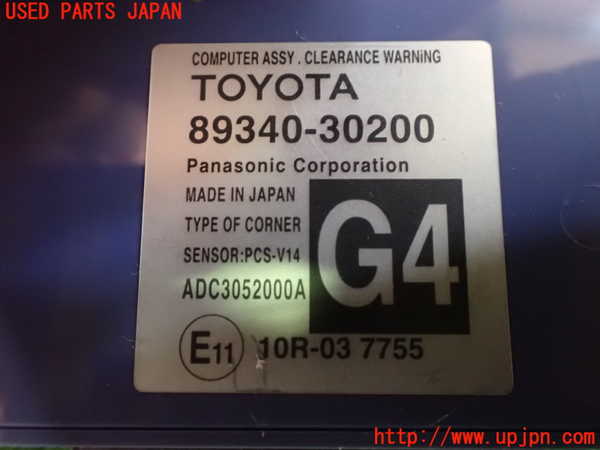 USED PARTS JAPAN
COMPUTER ASSY . CLEARANCE WARNiNG
TOYOTA
89340-30200
Panasonic Corporation
MADE IN JAPAN
TYPE OF CORNER
SENSOR:PCS-V14
ADC3052000A
G4
E11 10R-03 7755
http://www.upjpn.com/